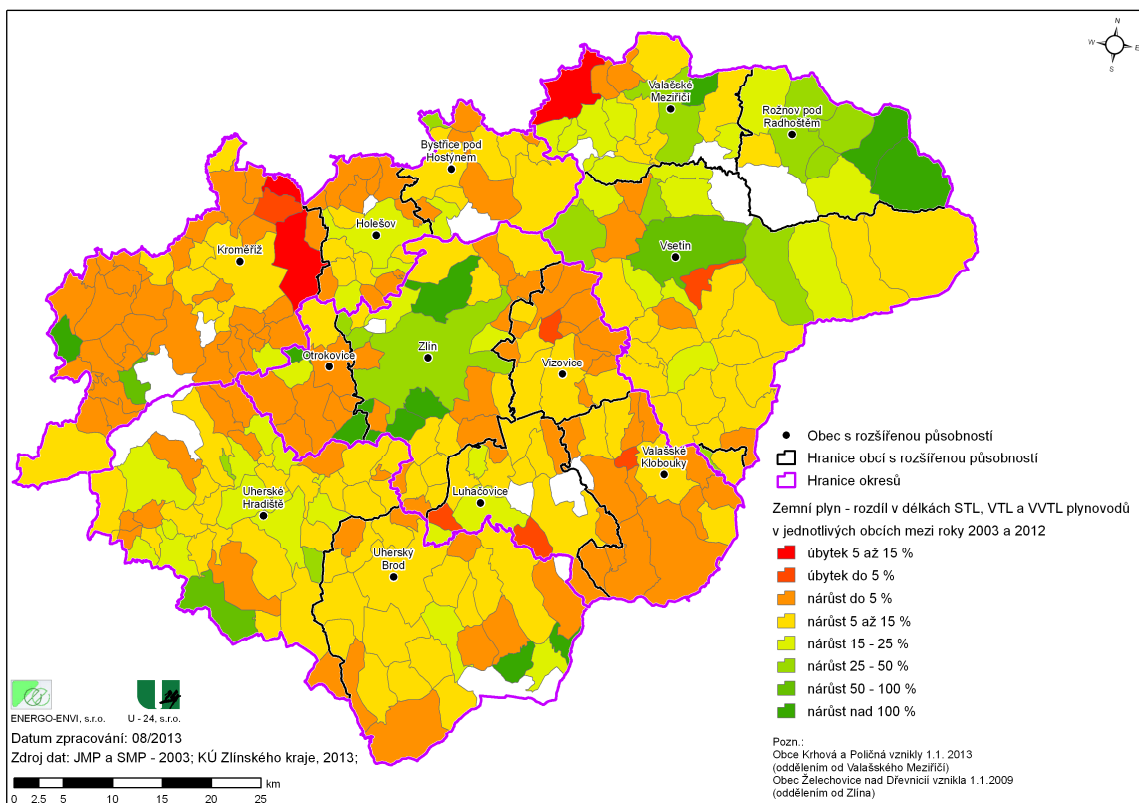 N
W
E
S
Valašské
Meziříčí
Rožnov pod
Radhoštěm
Bystřice pod
Hostýnem
Holešov
Kroměříž
Vsetín
Otrokovice
Zlín
Vizovice
Valašské
Klobouky
Luhačovice
Uherské
Hradiště
Uherský
Brod
Obec s rozšířenou působností
Hranice obcí s rozšířenou působností
Hranice okresů
Zemní plyn - rozdíl v délkách STL, VTL a VVTL plynovodů
v jednotlivých obcích mezi roky 2003 a 2012
úbytek 5 až 15 %
úbytek do 5 %
nárůst do 5 %
nárůst 5 až 15 %
nárůst 15 - 25 %
nárůst 25 - 50 %
nárůst 50 - 100 %
nárůst nad 100 %
Pozn.:
Obce Krhová a Poličná vznikly 1.1. 2013
(oddělením od Valašského Meziříčí)
Obec Želechovice nad Dřevnicií vznikla 1.1.2009
(oddělením od Zlína)
24
ENERGO-ENVI, s.r.o. U - 24, s.r.o.
Datum zpracování: 08/2013
Zdroj dat: JMP a SMP - 2003; KÚ Zlínského kraje, 2013;
km
0 2.5 5 10 15 20 25